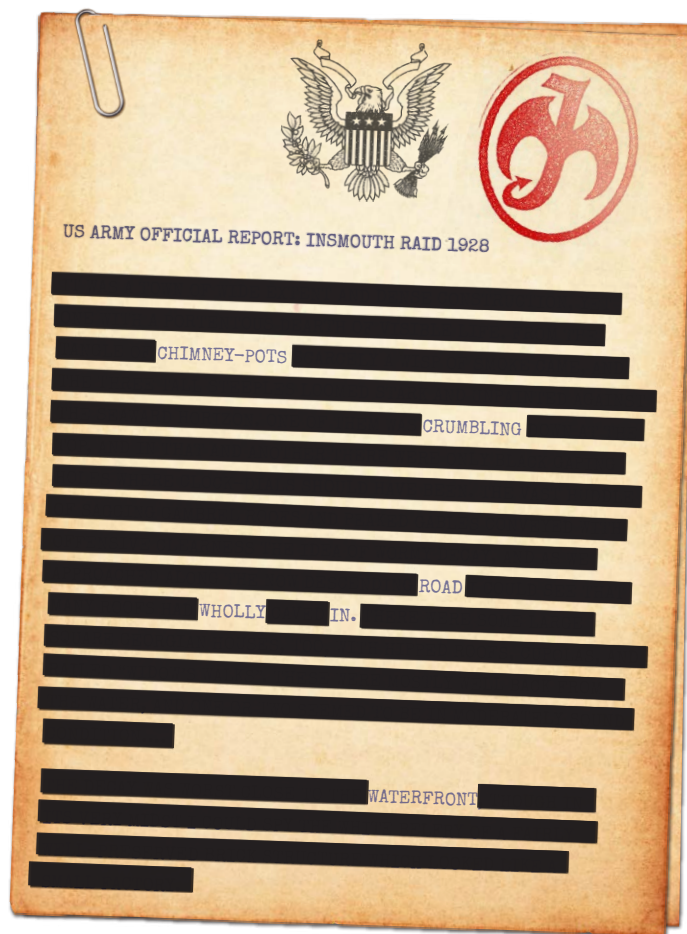 US ARMY OFFICIAL REPORT: INSMOUTH RAID 1928
CHIMNEY-POTS
CRUMBLING
ROAD
WHOLLY IN.
WATERFRONT